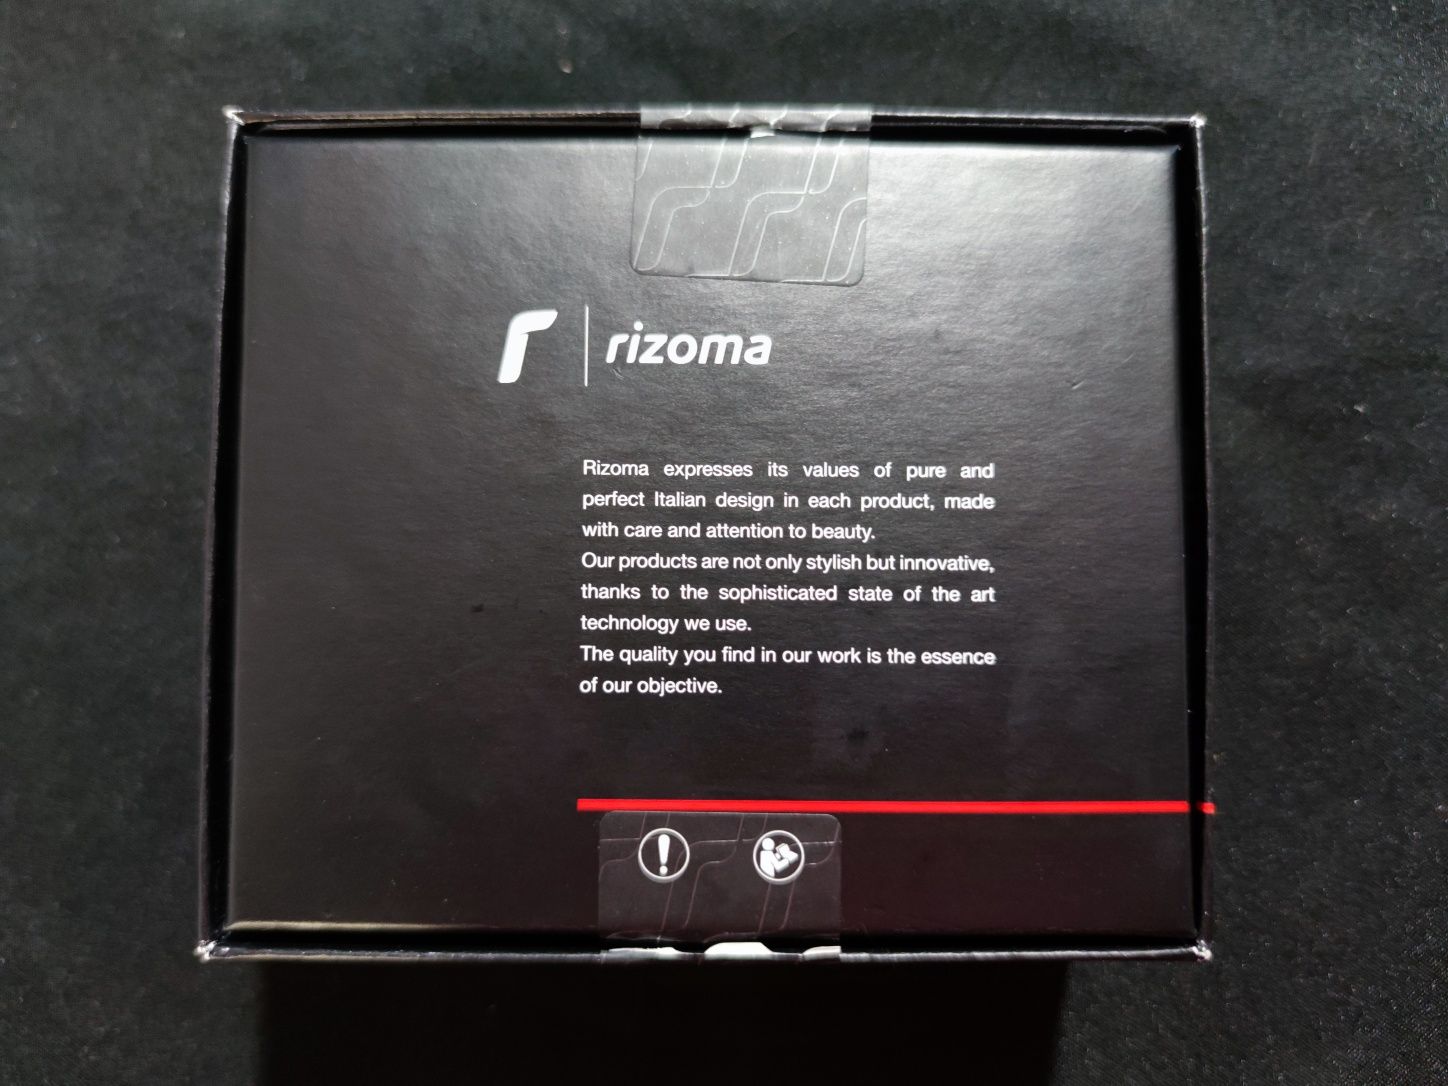 rizoma
Rizoma expresses its values of pure and
perfect Italian design in each product, made
with care and attention to beauty.
Our products are not only stylish but innovative,
thanks to the sophisticated state of the art
technology we use.
The quality you find in our work is the essence
of our objective.